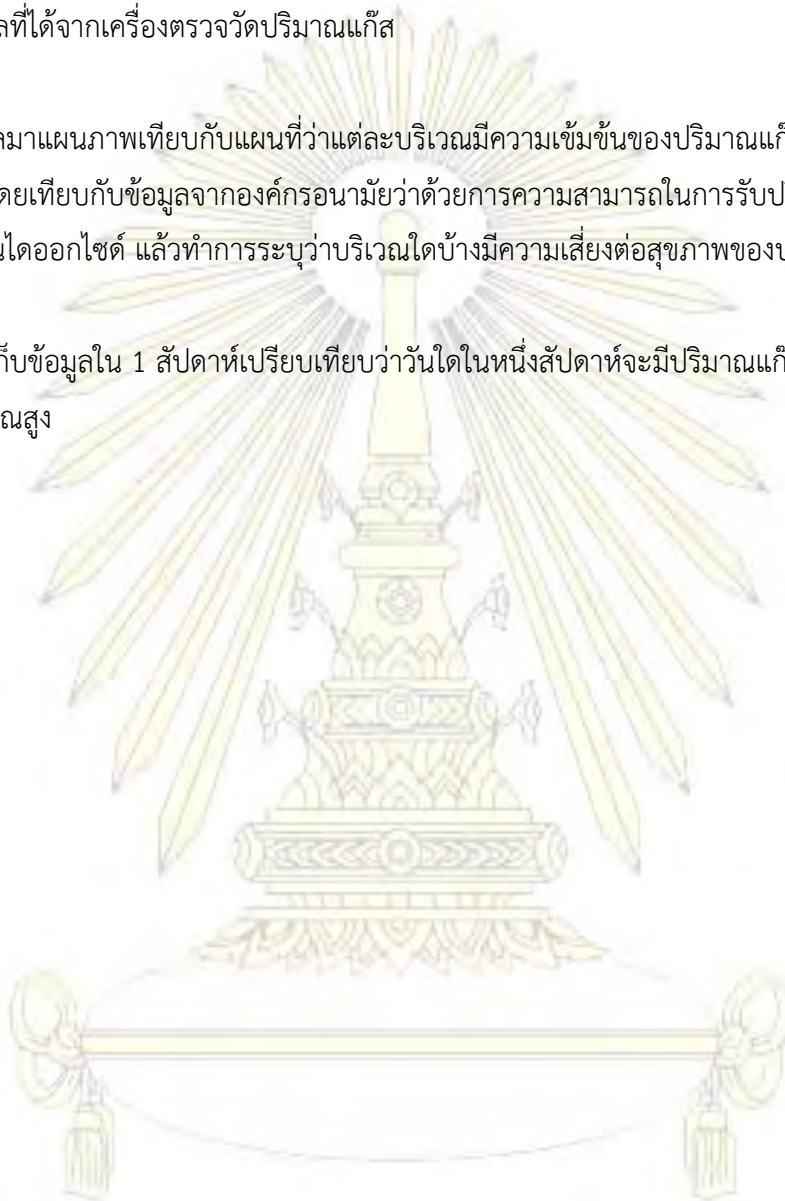 ลที่ได้จากเครื่องตรวจวัดปริมาณแก๊ส
ลมาแผนภาพเทียบกับแผนที่ว่าแต่ละบริเวณมีความเข้มข้นของปริมาณแก๊
ดยเทียบกับข้อมูลจากองค์กรอนามัยว่าด้วยการความสามารถในการรับป
นไดออกไซด์ แล้วทำการระบุว่าบริเวณใดบ้างมีความเสี่ยงต่อสุขภาพของบ
ก็บข้อมูลใน 1 สัปดาห์เปรียบเทียบว่าวันใดในหนึ่งสัปดาห์จะมีปริมาณแก๊
ณสูง